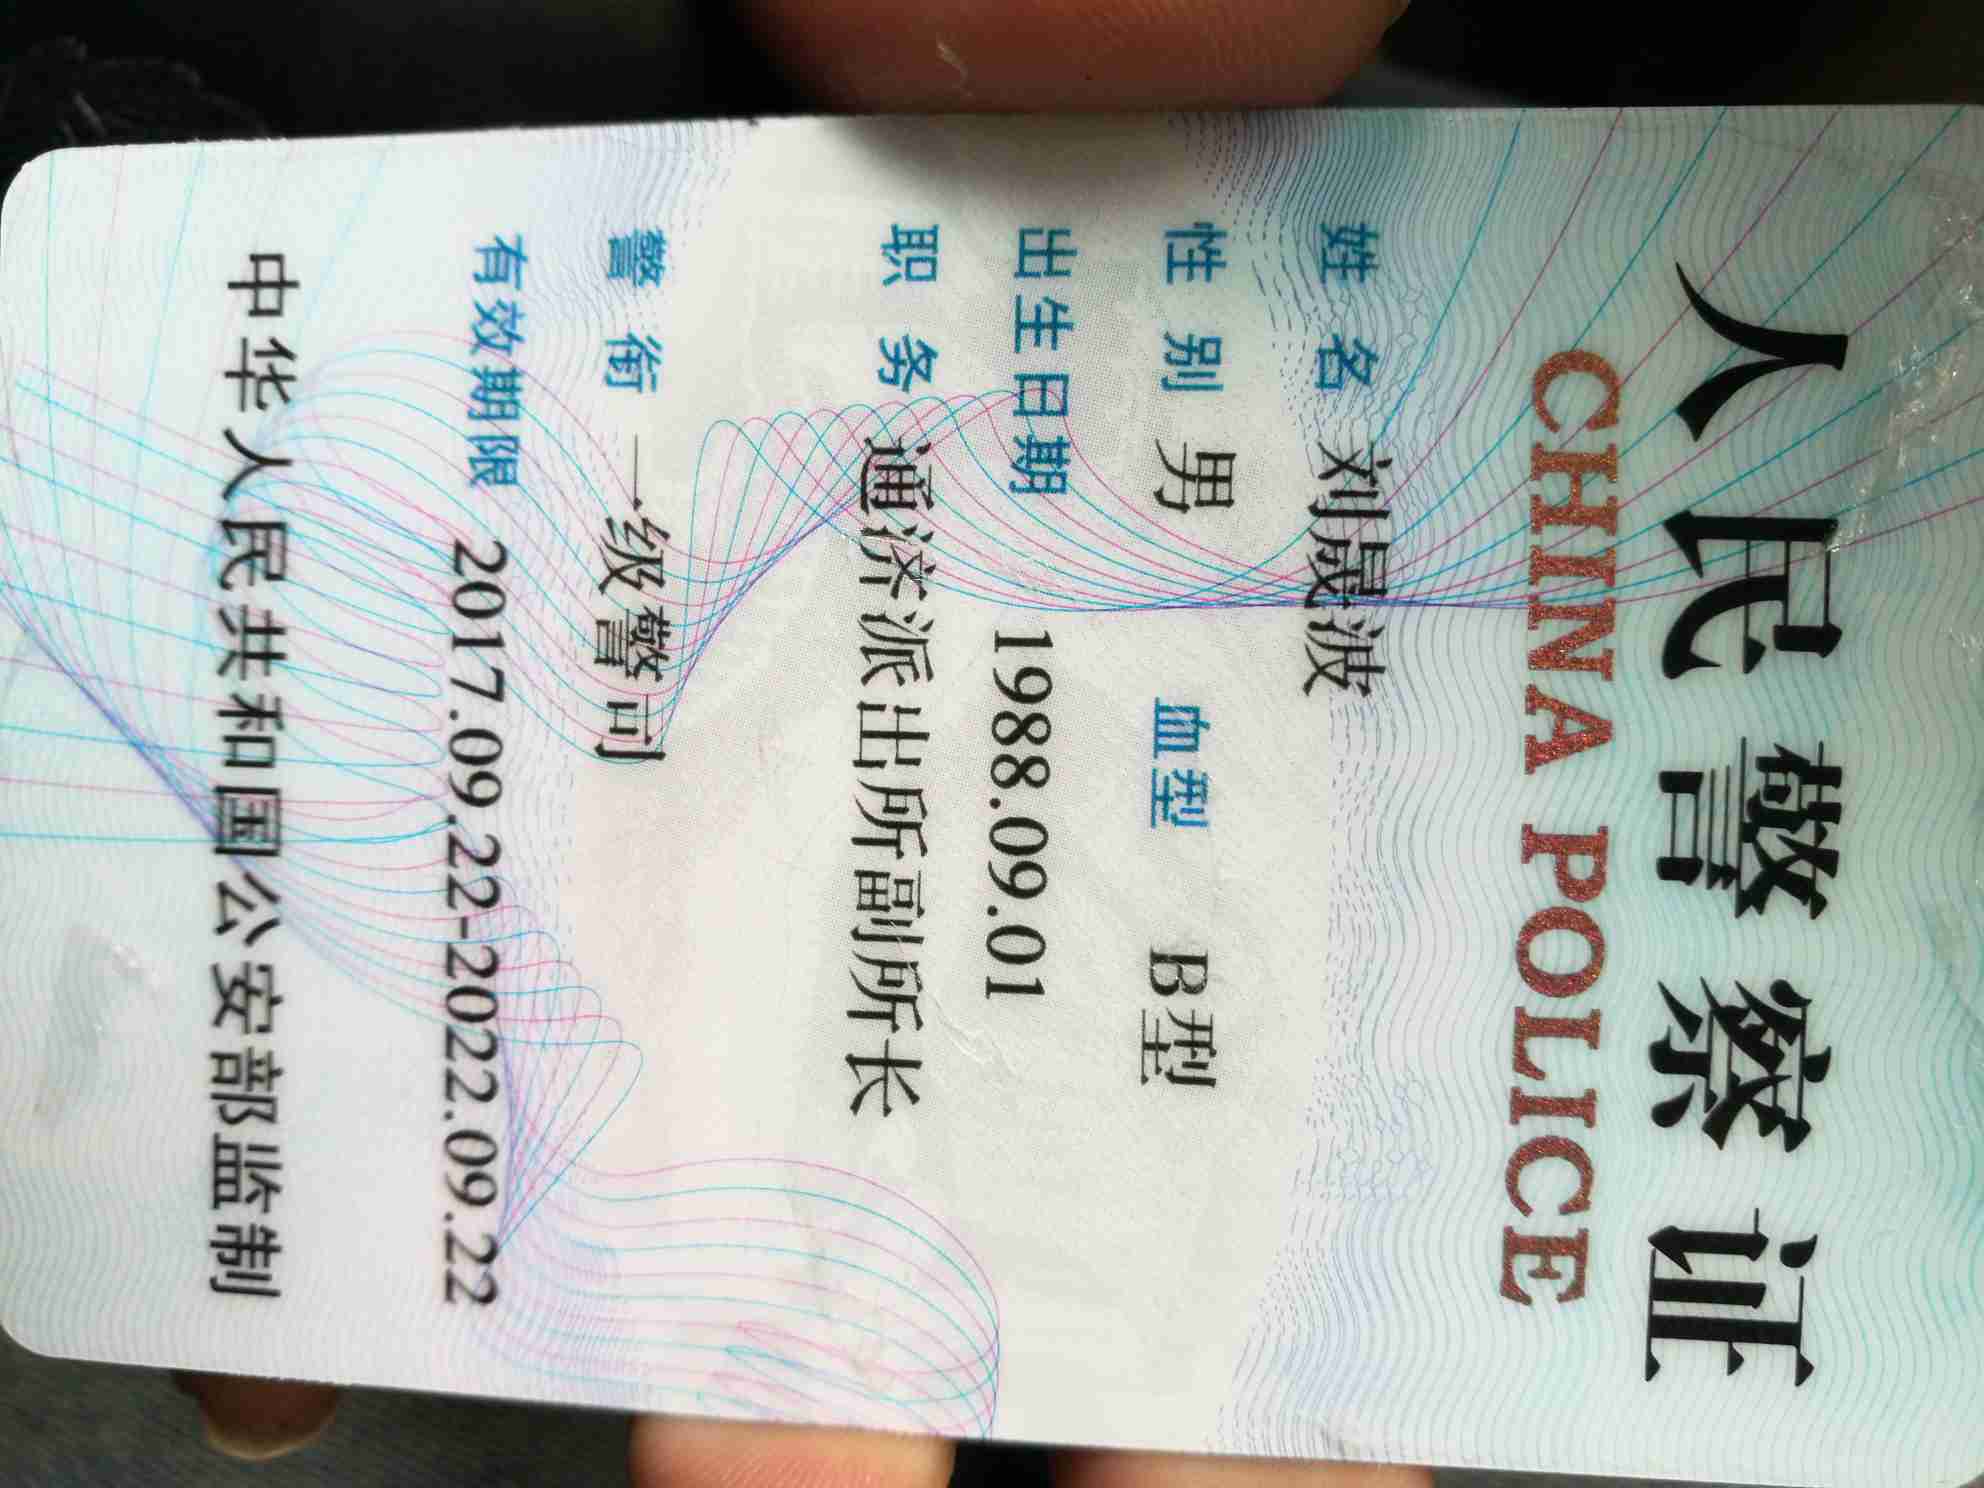 人民警察证
CHINA POLICE
姓名 刘晟波
性别 男 血型 B型
出生日期 1988.09.01
职务 通济派出所副所长
警衔 一级警司
有效期限 2017.09.22-2022.09.22
中华人民共和国公安部监制